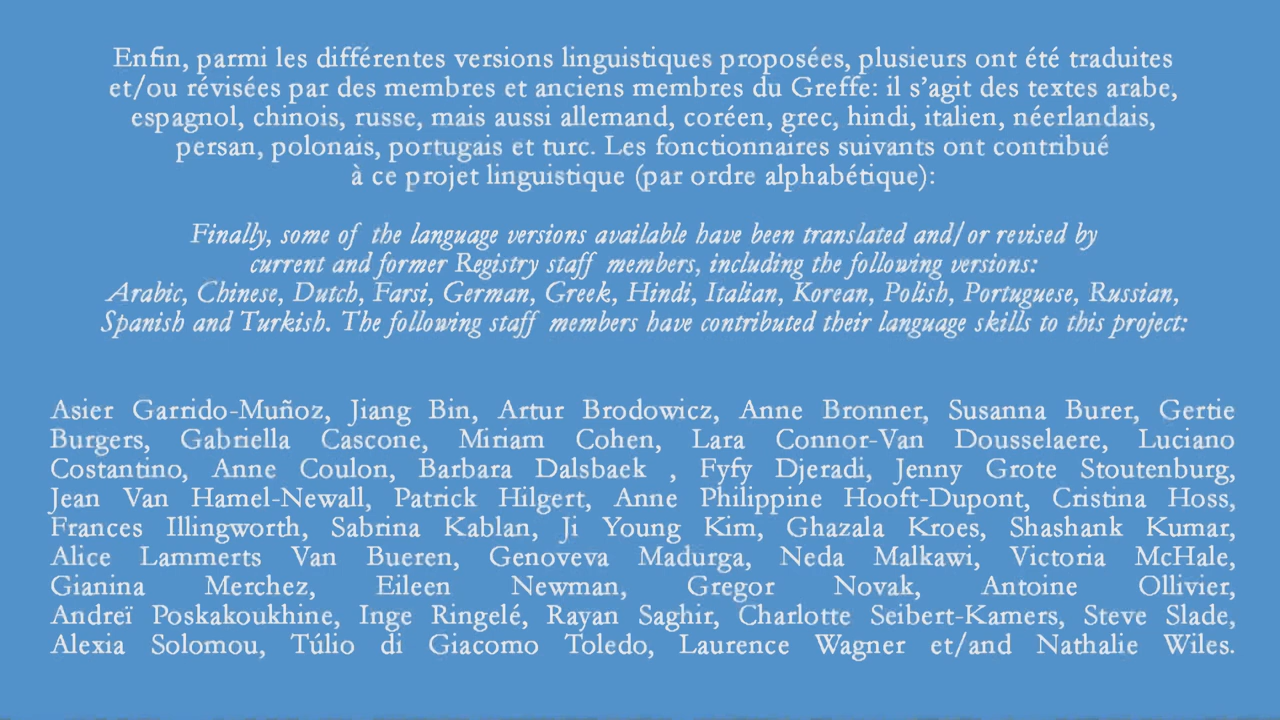 Enfin, parmi les différentes versions linguistiques proposées, plusieurs ont été traduites
et/ou révisées par des membres et anciens membres du Greffe: il s’agit des textes arabe,
espagnol, chinois, russe, mais aussi allemand, coréen, grec, hindi, italien, néerlandais,
persan, polonais, portugais et turc. Les fonctionnaires suivants ont contribué
à ce projet linguistique (par ordre alphabétique):
Finally, some of the language versions available have been translated and/or revised by
current and former Registry staff members, including the following versions:
Arabic, Chinese, Dutch, Farsi, German, Greek, Hindi, Italian, Korean, Polish, Portuguese, Russian,
Spanish and Turkish. The following staff members have contributed their language skills to this project:
Asier Garrido-Muñoz, Jiang Bin, Artur Brodowicz, Anne Bronner, Susanna Burer, Gertie
Burgers, Gabriella Cascone, Miriam Cohen, Lara Connor-Van Dousselaere, Luciano
Costantino, Anne Coulon, Barbara Dalsbaek , Fyfy Djeradi, Jenny Grote Stoutenburg,
Jean Van Hamel-Newall, Patrick Hilgert, Anne Philippine Hooft-Dupont, Cristina Hoss,
Frances Illingworth, Sabrina Kablan, Ji Young Kim, Ghazala Kroes, Shashank Kumar,
Alice Lammerts Van Bueren, Genoveva Madurga, Neda Malkawi, Victoria McHale,
Gianina Merchez, Eileen Newman, Gregor Novak, Antoine Ollivier,
Andreï Poskakoukhine, Inge Ringelé, Rayan Saghir, Charlotte Seibert-Kamers, Steve Slade,
Alexia Solomou, Túlio di Giacomo Toledo, Laurence Wagner et/and Nathalie Wiles.